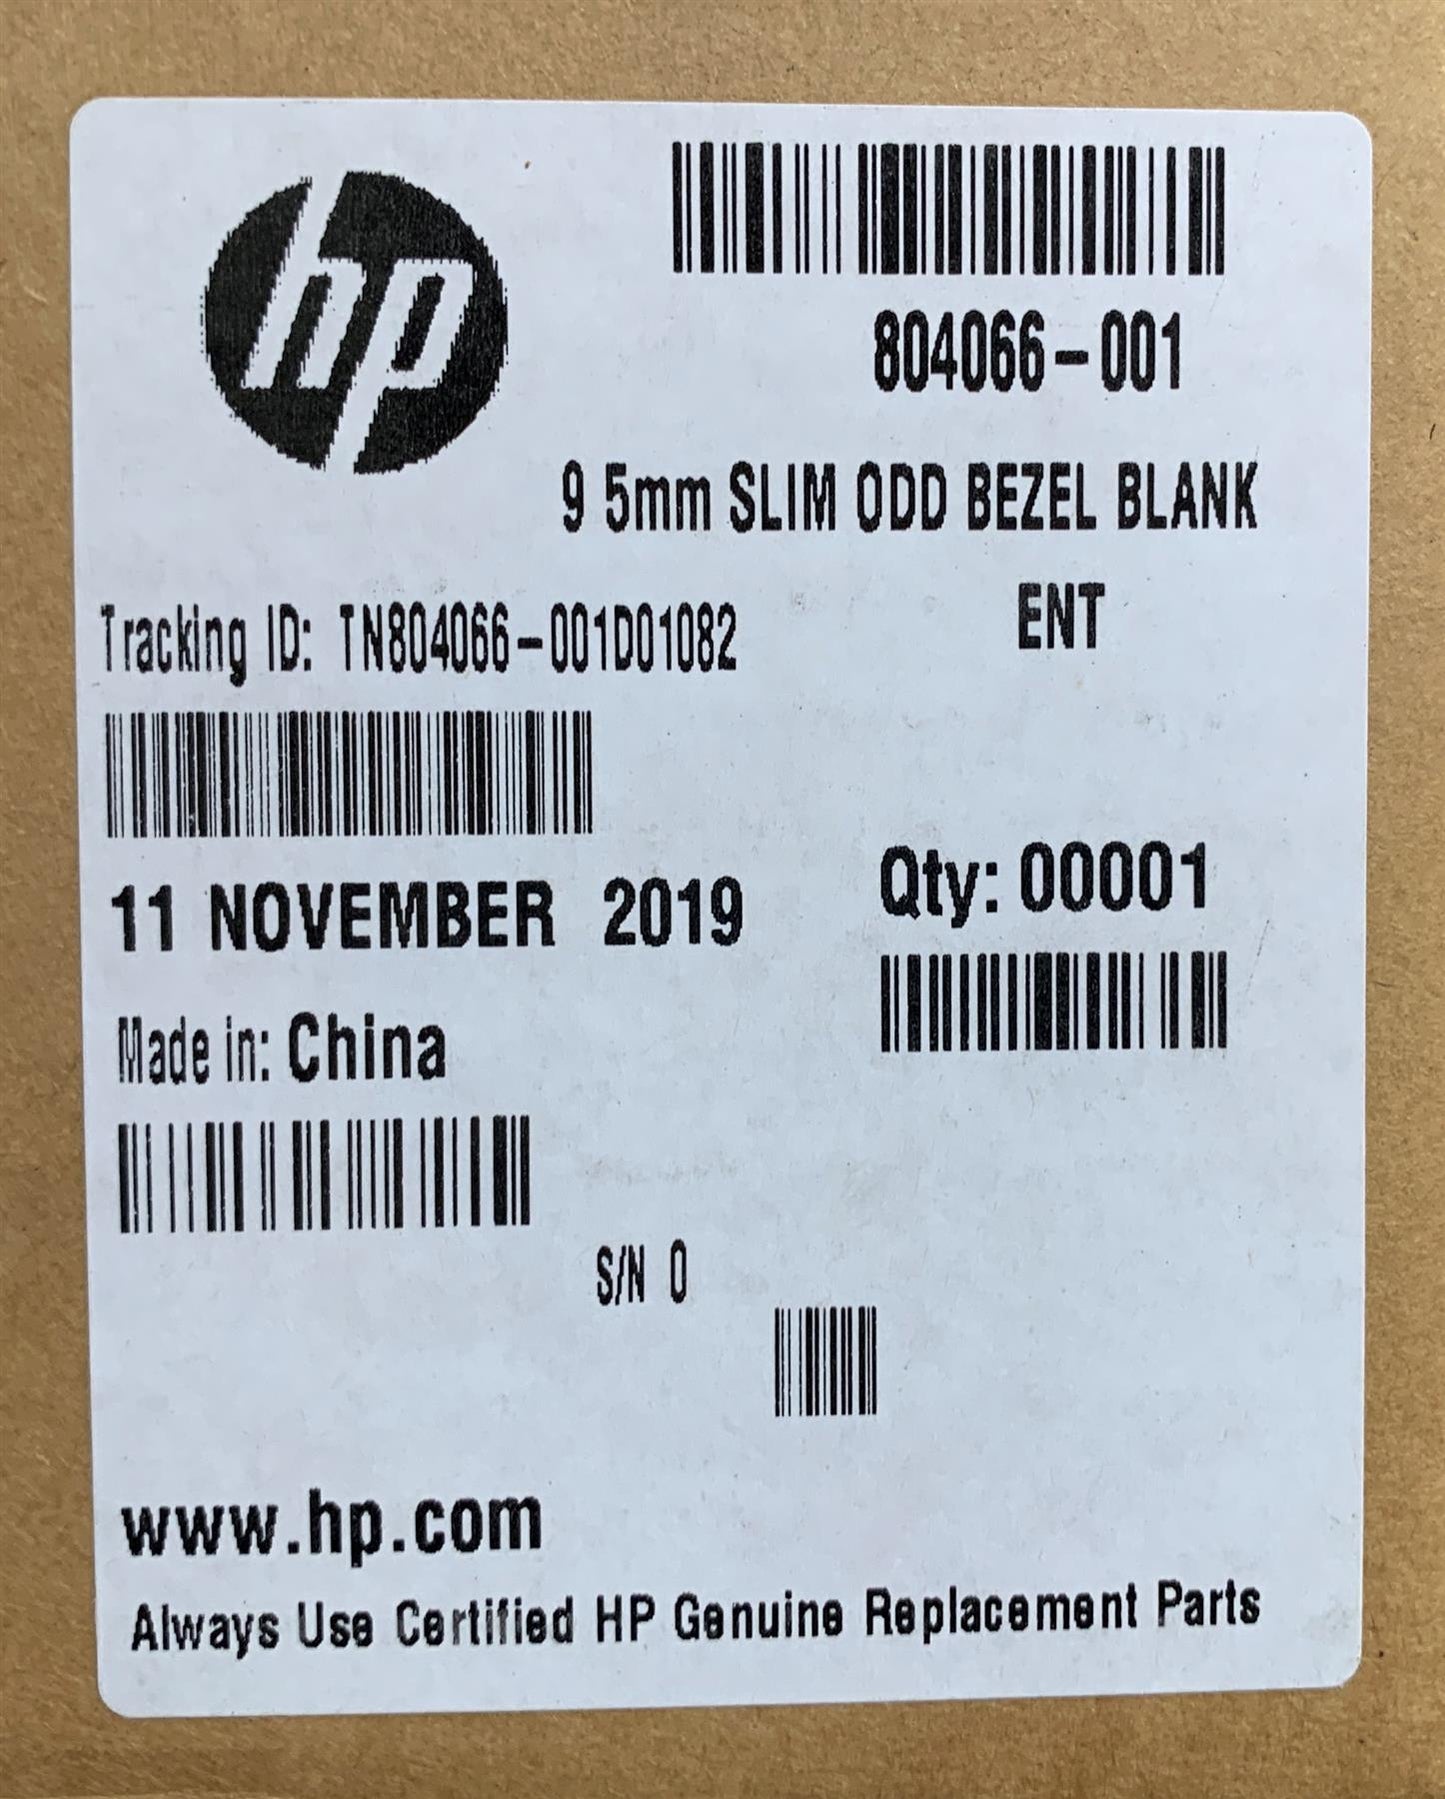 hp
804066-001
9 5mm SLIM ODD BEZEL BLANK
ENT
Tracking ID: TN804066-001D01082
11 NOVEMBER 2019
Qty: 00001
Made in: China
S/N 0
www.hp.com
Always Use Certified HP Genuine Replacement Parts